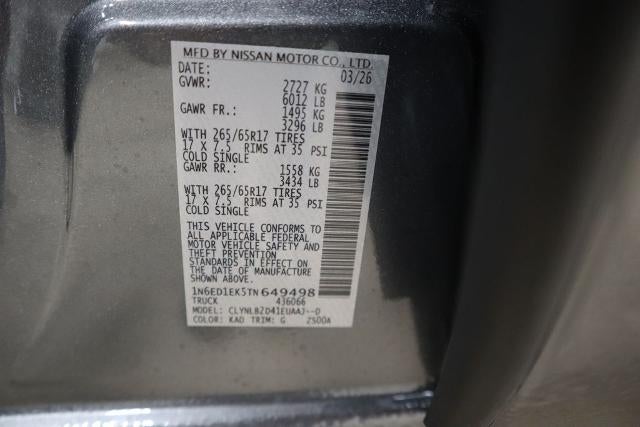 MFD BY NISSAN MOTOR CO., LTD.
DATE: 03/26
GVWR: 2727 KG
6012 LB
GAWR FR.: 1495 KG
3296 LB
WITH 265/65R17 TIRES
17 X 7.5 RIMS AT 35 PSI
COLD SINGLE
GAWR RR.: 1558 KG
3434 LB
WITH 265/65R17 TIRES
17 X 7.5 RIMS AT 35 PSI
COLD SINGLE
THIS VEHICLE CONFORMS TO
ALL APPLICABLE FEDERAL
MOTOR VEHICLE SAFETY AND
THEFT PREVENTION
STANDARDS IN EFFECT ON
THE DATE OF MANUFACTURE
SHOWN ABOVE.
1N6ED1EK5TN649498
TRUCK 436066
MODEL: CLYNLBZD41EUAAJ--D
COLOR: KAD TRIM: G ZS00A